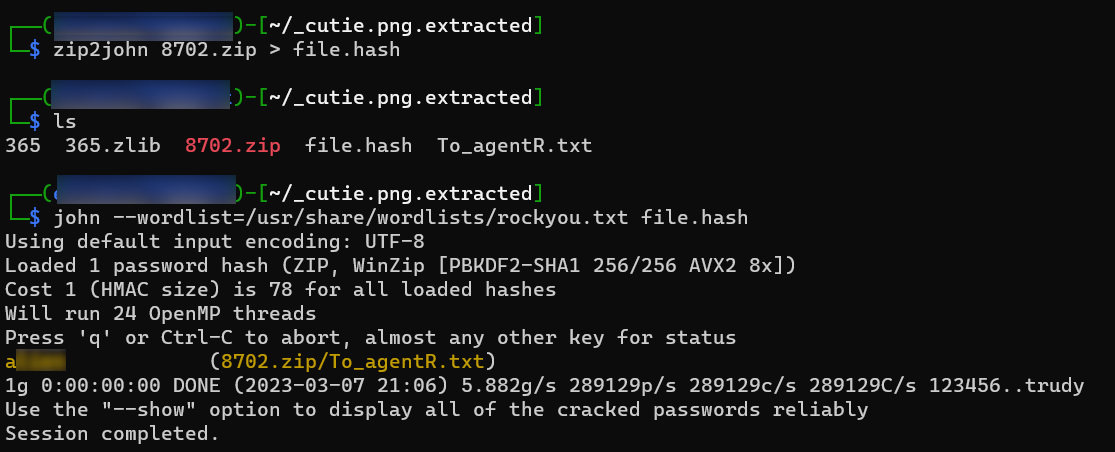 ┌──( )-[~/_cutie.png.extracted]
└─$ zip2john 8702.zip > file.hash
┌──( )-[~/_cutie.png.extracted]
└─$ ls
365  365.zlib  8702.zip  file.hash  To_agentR.txt
┌──( )-[~/_cutie.png.extracted]
└─$ john --wordlist=/usr/share/wordlists/rockyou.txt file.hash
Using default input encoding: UTF-8
Loaded 1 password hash (ZIP, WinZip [PBKDF2-SHA1 256/256 AVX2 8x])
Cost 1 (HMAC size) is 78 for all loaded hashes
Will run 24 OpenMP threads
Press 'q' or Ctrl-C to abort, almost any other key for status
(8702.zip/To_agentR.txt)
1g 0:00:00:00 DONE (2023-03-07 21:06) 5.882g/s 289129p/s 289129c/s 289129C/s 123456..trudy
Use the "--show" option to display all of the cracked passwords reliably
Session completed.